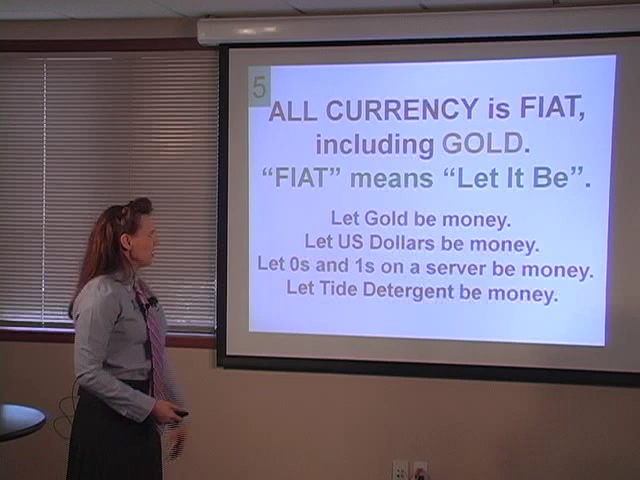 5
ALL CURRENCY is FIAT,
including GOLD.
“FIAT” means “Let It Be”.
Let Gold be money.
Let US Dollars be money.
Let 0s and 1s on a server be money.
Let Tide Detergent be money.